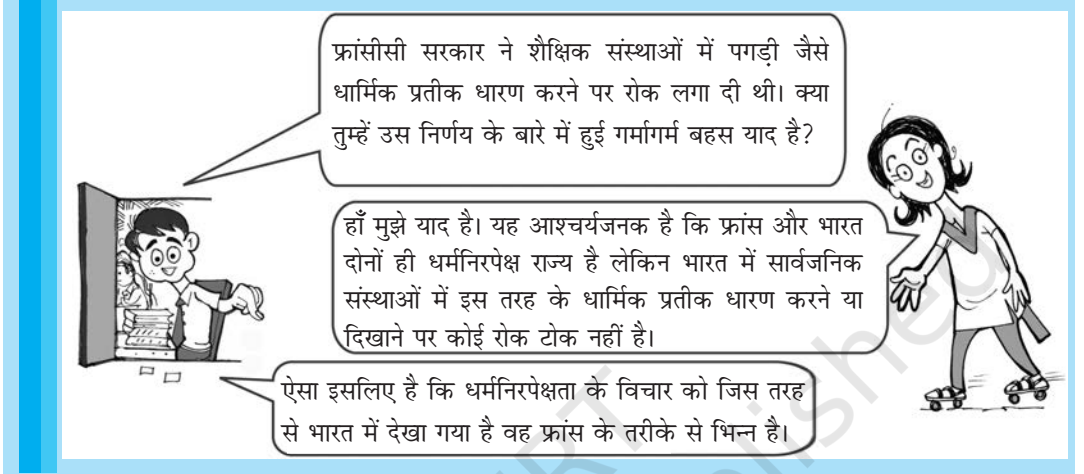 फ्रांसीसी सरकार ने शैक्षिक संस्थाओं में पगड़ी जैसे
धार्मिक प्रतीक धारण करने पर रोक लगा दी थी। क्या
तुम्हें उस निर्णय के बारे में हुई गर्मागर्म बहस याद है?
हाँ मुझे याद है। यह आश्चर्यजनक है कि फ्रांस और भारत
दोनों ही धर्मनिरपेक्ष राज्य है लेकिन भारत में सार्वजनिक
संस्थाओं में इस तरह के धार्मिक प्रतीक धारण करने या
दिखाने पर कोई रोक टोक नहीं है।
ऐसा इसलिए है कि धर्मनिरपेक्षता के विचार को जिस तरह
से भारत में देखा गया है वह फ्रांस के तरीके से भिन्न है।